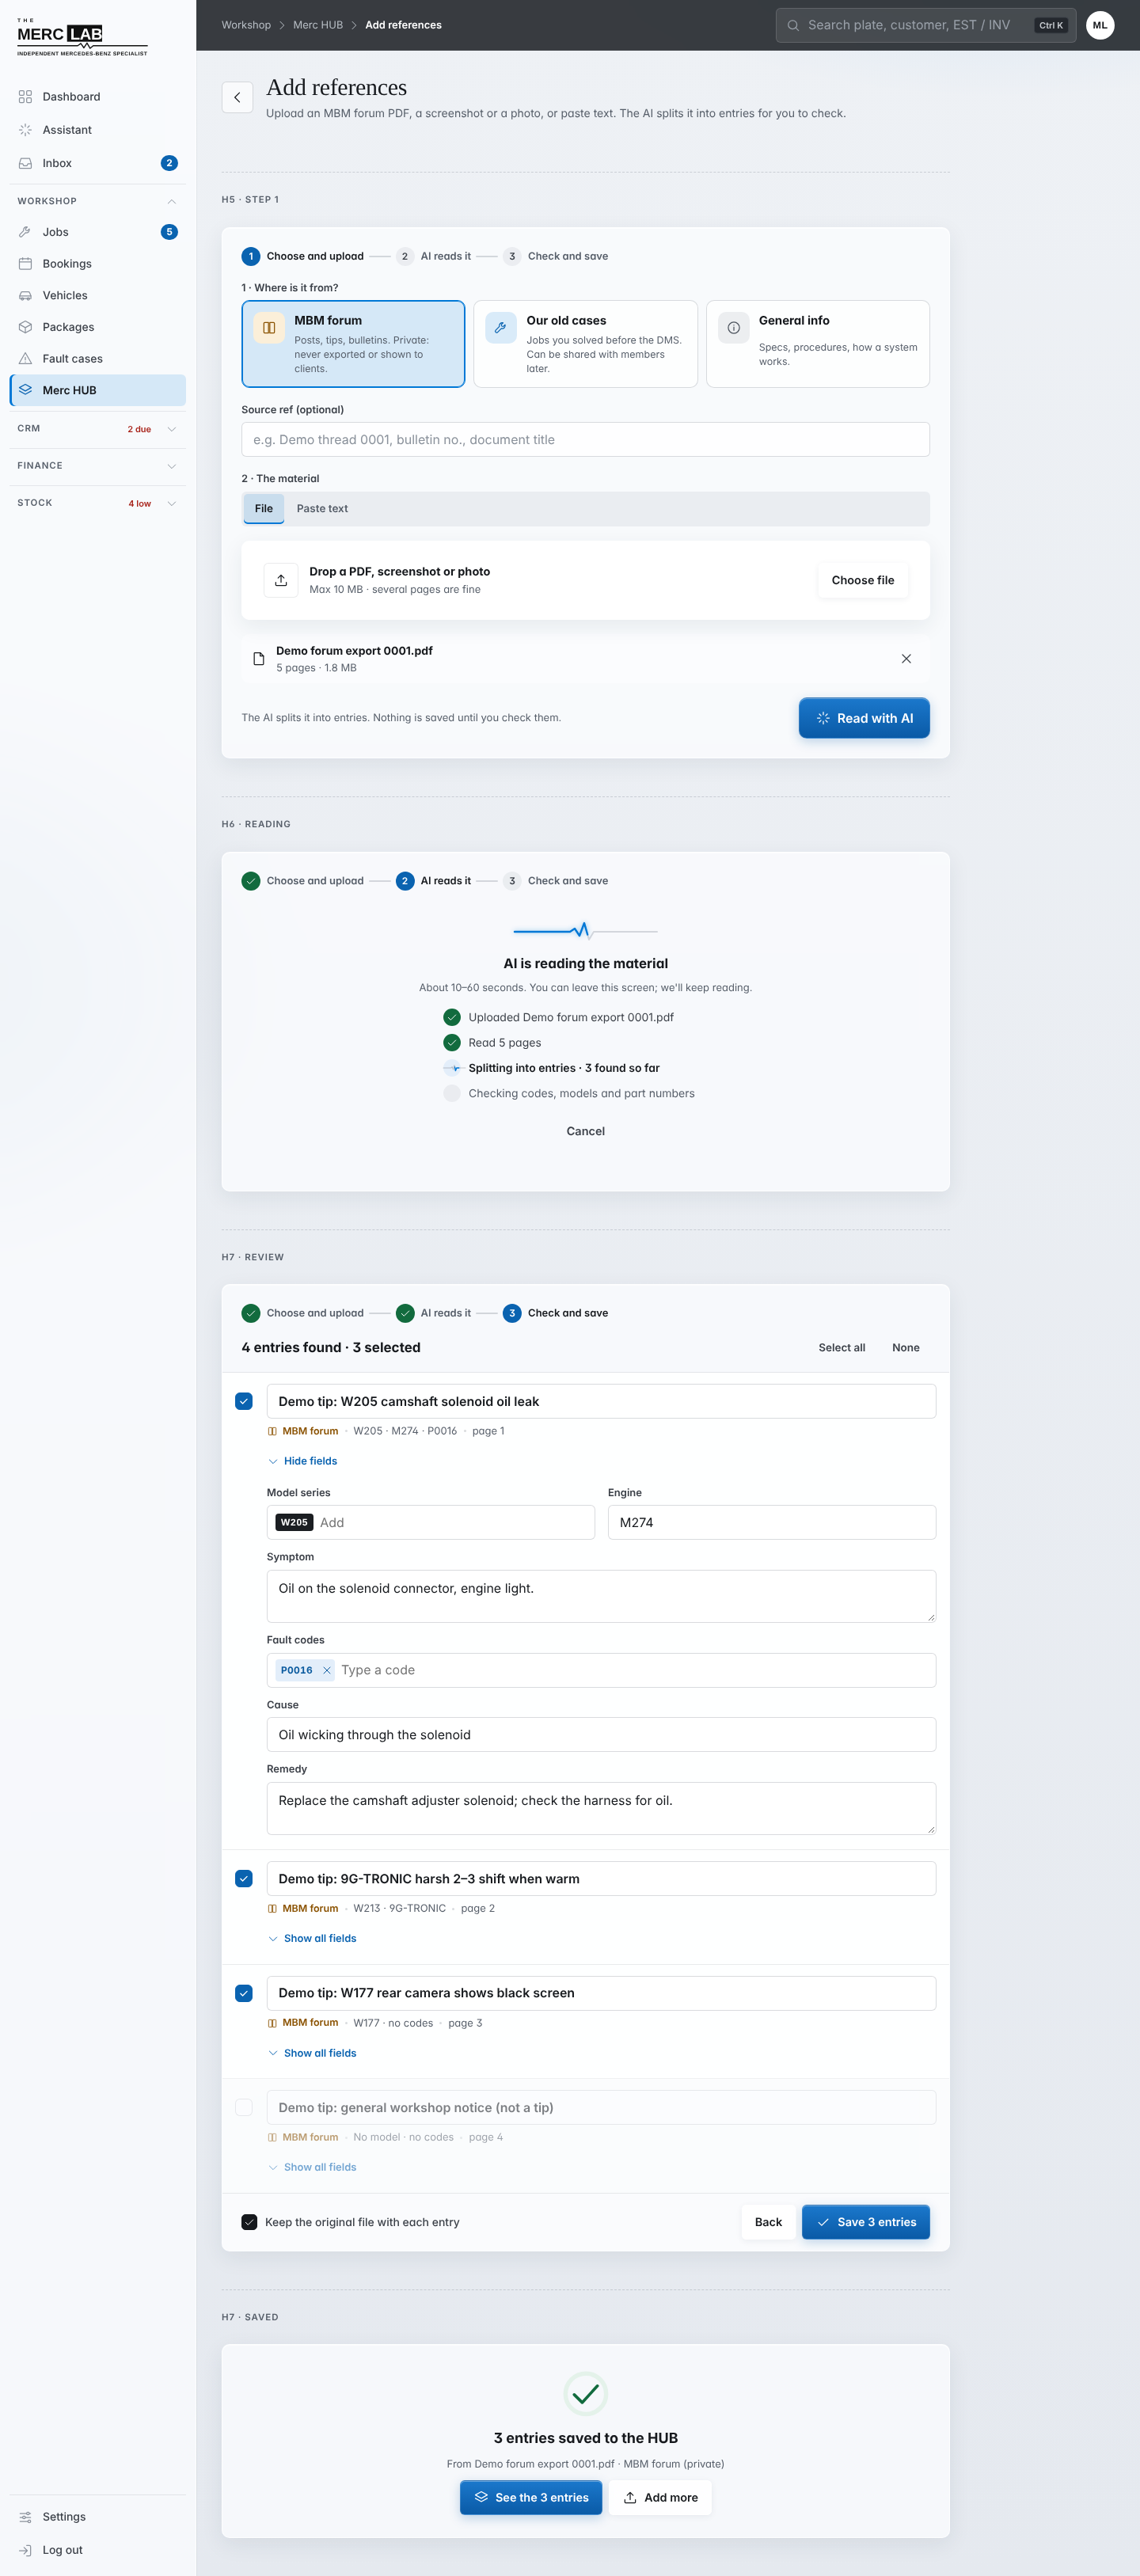 THE
MERC LAB
INDEPENDENT MERCEDES-BENZ SPECIALIST
Dashboard
Assistant
Inbox 2
WORKSHOP
Jobs 5
Bookings
Vehicles
Packages
Fault cases
Merc HUB
CRM 2 due
FINANCE
STOCK 4 low
Settings
Log out
Workshop Merc HUB Add references
Search plate, customer, EST / INV Ctrl K ML
Add references
Upload an MBM forum PDF, a screenshot or a photo, or paste text. The AI splits it into entries for you to check.
H5 · STEP 1
1 Choose and upload 2 AI reads it 3 Check and save
1 · Where is it from?
MBM forum
Posts, tips, bulletins. Private:
never exported or shown to
clients.
Our old cases
Jobs you solved before the DMS.
Can be shared with members
later.
General info
Specs, procedures, how a system
works.
Source ref (optional)
e.g. Demo thread 0001, bulletin no., document title
2 · The material
File Paste text
Drop a PDF, screenshot or photo
Max 10 MB · several pages are fine
Choose file
Demo forum export 0001.pdf
5 pages · 1.8 MB
The AI splits it into entries. Nothing is saved until you check them.
Read with AI
H6 · READING
Choose and upload 2 AI reads it 3 Check and save
AI is reading the material
About 10–60 seconds. You can leave this screen; we'll keep reading.
Uploaded Demo forum export 0001.pdf
Read 5 pages
Splitting into entries · 3 found so far
Checking codes, models and part numbers
Cancel
H7 · REVIEW
Choose and upload AI reads it 3 Check and save
4 entries found · 3 selected
Select all None
Demo tip: W205 camshaft solenoid oil leak
MBM forum · W205 · M274 · P0016 · page 1
Hide fields
Model series Engine
W205 Add M274
Symptom
Oil on the solenoid connector, engine light.
Fault codes
P0016 Type a code
Cause
Oil wicking through the solenoid
Remedy
Replace the camshaft adjuster solenoid; check the harness for oil.
Demo tip: 9G-TRONIC harsh 2–3 shift when warm
MBM forum · W213 · 9G-TRONIC · page 2
Show all fields
Demo tip: W177 rear camera shows black screen
MBM forum · W177 · no codes · page 3
Show all fields
Demo tip: general workshop notice (not a tip)
MBM forum · No model · no codes · page 4
Show all fields
Keep the original file with each entry
Back Save 3 entries
H7 · SAVED
3 entries saved to the HUB
From Demo forum export 0001.pdf · MBM forum (private)
See the 3 entries Add more